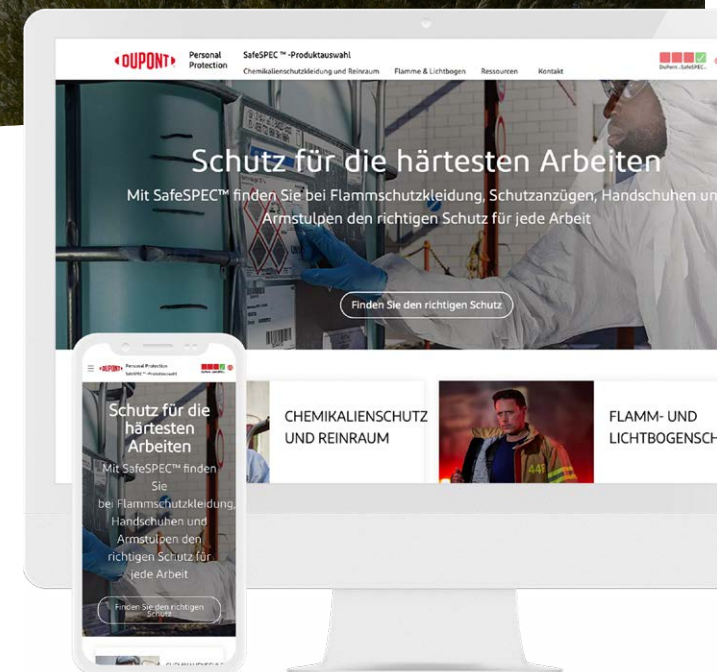 DUPONT
Personal
Protection
SafeSPEC™ -Produktauswahl
Chemikalienschutzkleidung und Reinraum
Flamme & Lichtbogen
Ressourcen
Kontakt
DuPont
SafeSPEC
Schutz für die härtesten Arbeiten
Mit SafeSPEC™ finden Sie bei Flammschutzkleidung, Schutzanzügen, Handschuhen un
Armstulpen den richtigen Schutz für jede Arbeit
Finden Sie den richtigen Schutz
CHEMIKALIENSCHUTZ
UND REINRAUM
FLAMM- UND
LICHTBOGENSCH
DUPONT
Personal Protection
SafeSPEC™ -Produktauswahl
Schutz für die
härtesten
Arbeiten
Mit SafeSPEC™ finden
Sie
bei Flammschutzkleidung,
Handschuhen und
Armstulpen den
richtigen Schutz für
jede Arbeit
Finden Sie den richtigen
Schutz